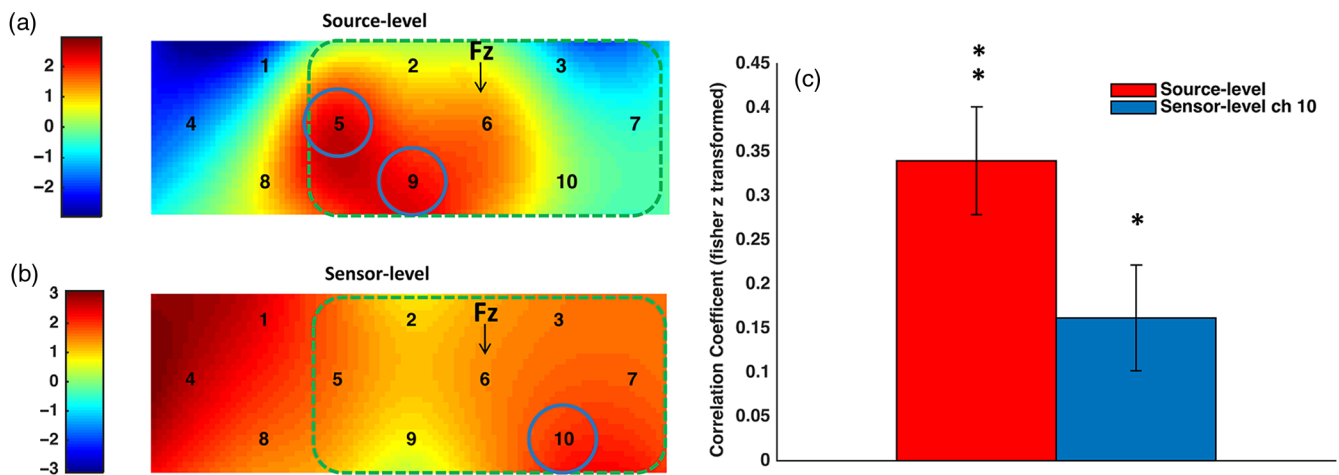 (a)
Source-level
2
1
0
−1
−2
Fz
1 2 3
4 5 6 7
8 9 10
(b)
Sensor-level
3
2
1
0
−1
−2
−3
Fz
1 2 3
4 5 6 7
8 9 10
(c)
Correlation Coefficent (fisher z transformed)
0.45
0.4
0.35
0.3
0.25
0.2
0.15
0.1
0.05
0
*
*
*
Source-level
Sensor-level ch 10